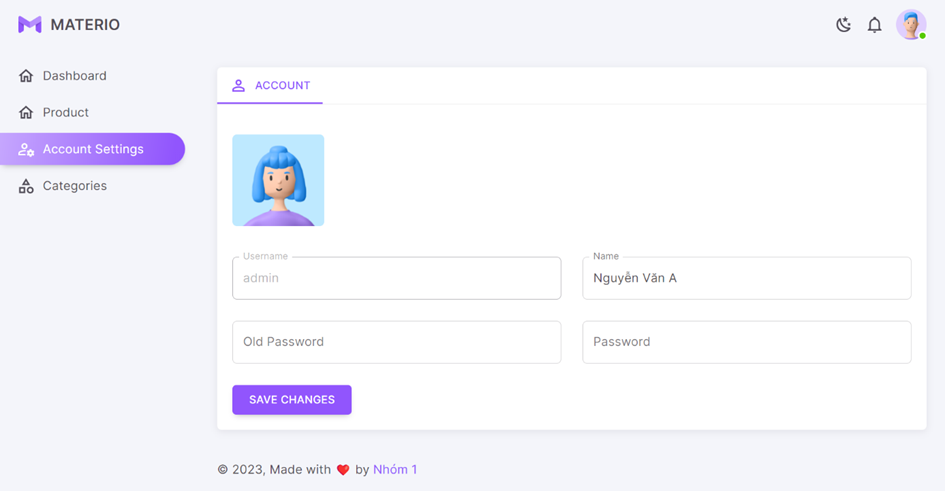 MATERIO
Dashboard
Product
Account Settings
Categories
ACCOUNT
Username
admin
Name
Nguyễn Văn A
Old Password
Password
SAVE CHANGES
© 2023, Made with ❤️ by Nhóm 1